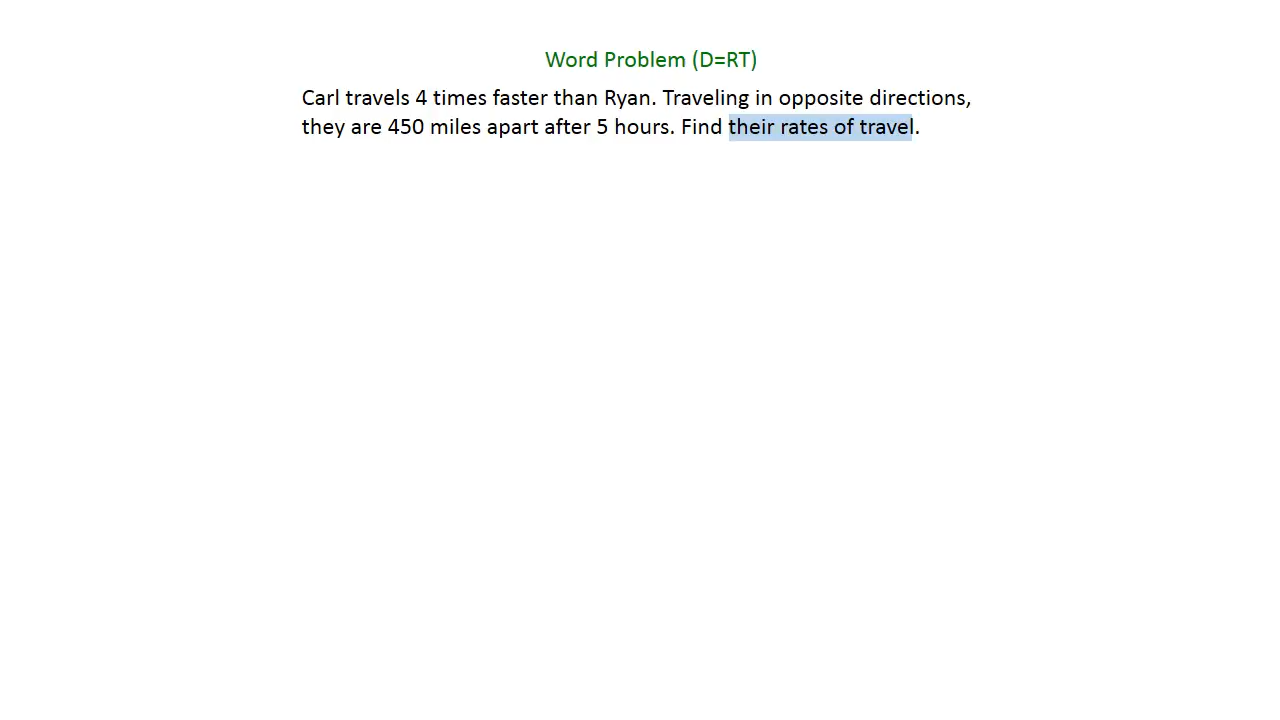 Word Problem (D=RT)
Carl travels 4 times faster than Ryan. Traveling in opposite directions,
they are 450 miles apart after 5 hours. Find their rates of travel.